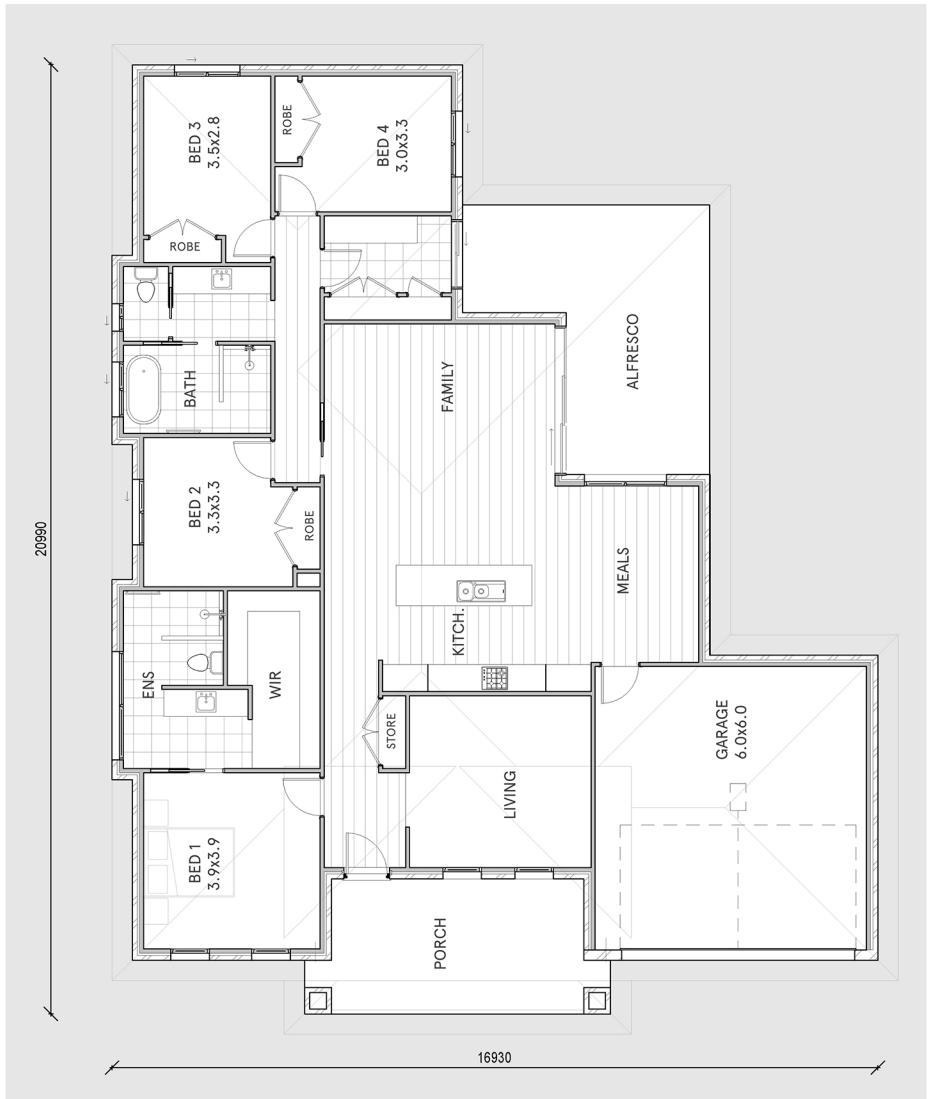 BED 3
3.5x2.8
ROBE
BED 4
3.0x3.3
ROBE
BATH
FAMILY
ALFRESCO
BED 2
3.3x3.3
ROBE
20990
MEALS
KITCH.
ENS
WIR
STORE
LIVING
GARAGE
6.0x6.0
BED 1
3.9x3.9
PORCH
16930